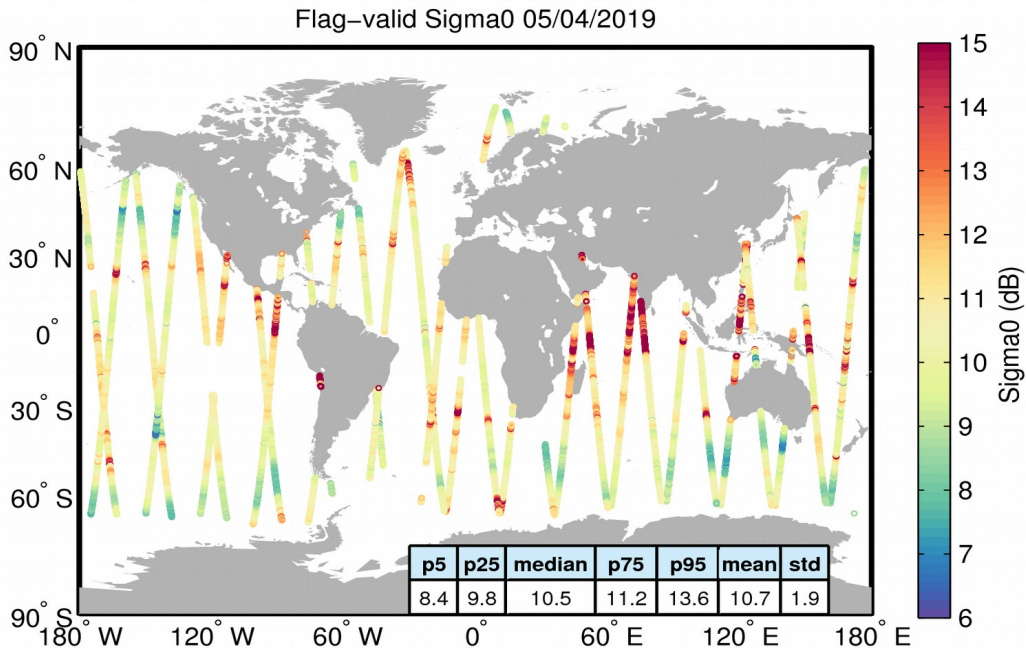 Flag−valid Sigma0 05/04/2019
90° N
60° N
30° N
0°
30° S
60° S
90° S
180° W
120° W
60° W
0°
60° E
120° E
180° E
p5 p25 median p75 p95 mean std
8.4 9.8 10.5 11.2 13.6 10.7 1.9
15
14
13
12
11
10
9
8
7
6
Sigma0 (dB)